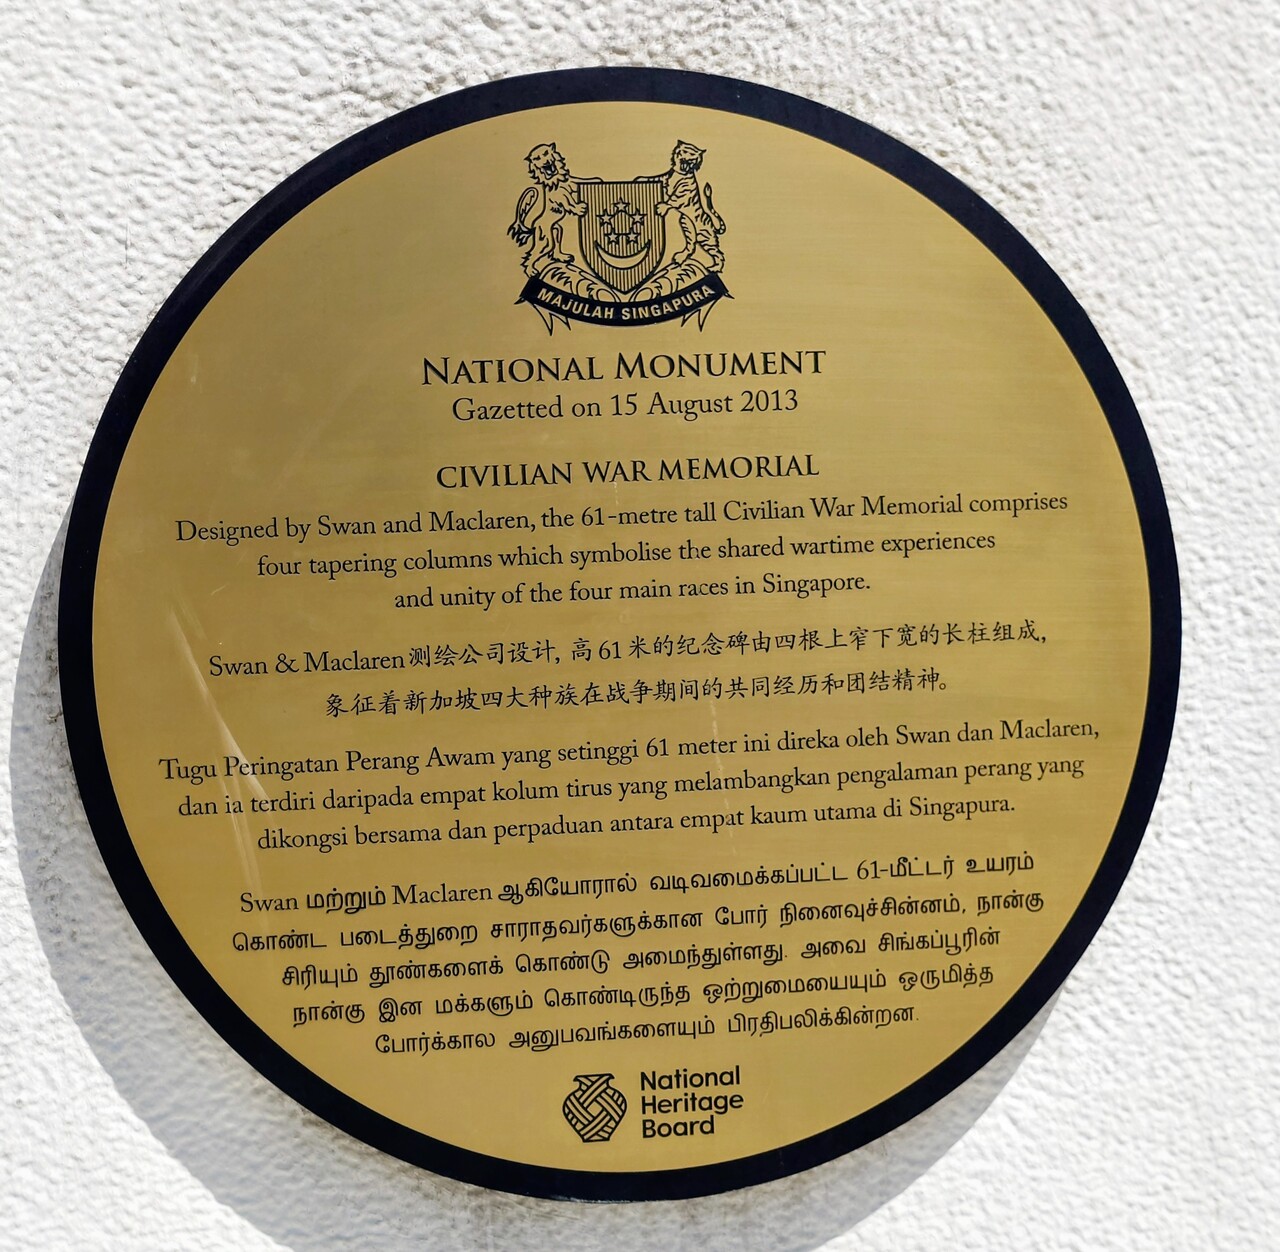 MAJULAH SINGAPURA
NATIONAL MONUMENT
Gazetted on 15 August 2013
CIVILIAN WAR MEMORIAL
Designed by Swan and Maclaren, the 61-metre tall Civilian War Memorial comprises
four tapering columns which symbolise the shared wartime experiences
and unity of the four main races in Singapore.
Swan & Maclaren测绘公司设计, 高61米的纪念碑由四根上窄下宽的长柱组成,
象征着新加坡四大种族在战争期间的共同经历和团结精神。
Tugu Peringatan Perang Awam yang setinggi 61 meter ini direka oleh Swan dan Maclaren,
dan ia terdiri daripada empat kolum tirus yang melambangkan pengalaman perang yang
dikongsi bersama dan perpaduan antara empat kaum utama di Singapura.
Swan மற்றும் Maclaren ஆகியோரால் வடிவமைக்கப்பட்ட 61-மீட்டர் உயரம்
கொண்ட படைத்துறை சாராதவர்களுக்கான போர் நினைவுச்சின்னம், நான்கு
சிரியும் தூண்களைக் கொண்டு அமைந்துள்ளது. அவை சிங்கப்பூரின்
நான்கு இன மக்களும் கொண்டிருந்த ஒற்றுமையையும் ஒருமித்த
போர்க்கால அனுபவங்களையும் பிரதிபலிக்கின்றன.
National
Heritage
Board